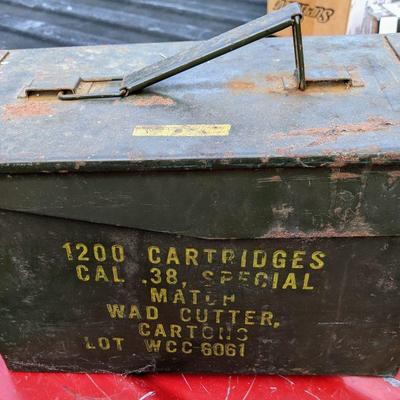 1200 CARTRIDGES
CAL .38, SPECIAL
MATCH
WAD CUTTER,
CARTONS
LOT WCC-6061